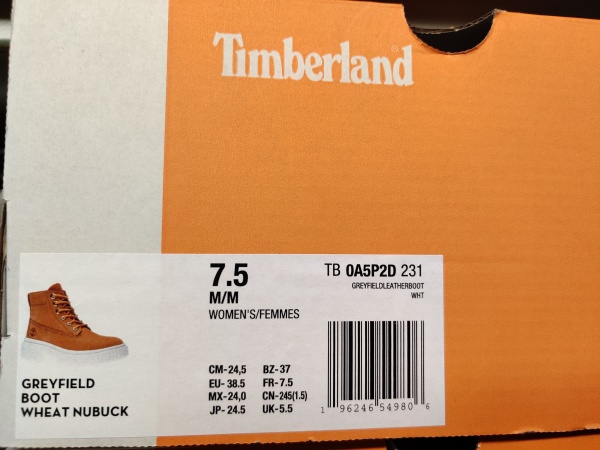 Timberland®
7.5
M/M
WOMEN'S/FEMMES
TB 0A5P2D 231
GREYFIELDLEATHERBOOT
WHT
CM-24,5 BZ-37
EU- 38.5 FR-7.5
MX-24,0 CN-245(1.5)
JP-24.5 UK-5.5
1 96246 54980 6
GREYFIELD
BOOT
WHEAT NUBUCK